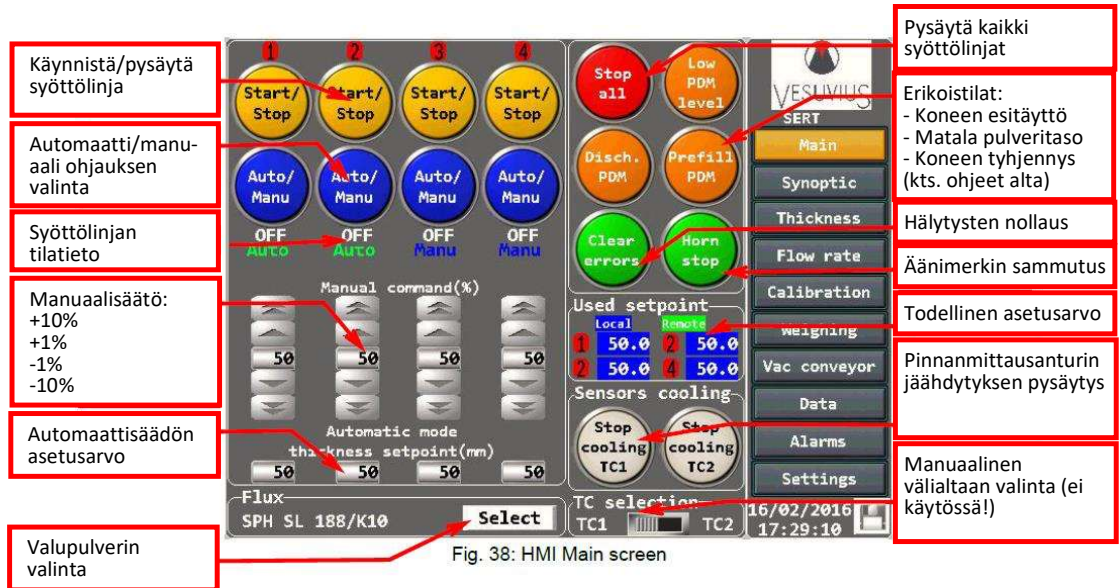 Käynnistä/pysäytä
syöttölinja
Automaatti/manu-
aali ohjauksen
valinta
Syöttölinjan
tilatieto
Manuaalisäätö:
+10%
+1%
-1%
-10%
Automaattisäädön
asetusarvo
Valupulverin
valinta
1 2 3 4
Start/ Start/ Start/ Start/
Stop Stop Stop Stop
Auto/ Auto/ Auto/ Auto/
Manu Manu Manu Manu
OFF OFF OFF OFF
Auto Auto Manu Manu
Manual command(%)
50 50 50 50
Automatic mode
thickness setpoint(mm)
50 50 50 50
Flux
SPH SL 188/K10 Select
Stop
all
Low
PDM
level
Disch.
PDM
Prefill
PDM
Clear
errors
Horn
stop
Used setpoint
Local Remote
1 50.0 2 50.0
2 50.0 4 50.0
Sensors cooling
Stop
cooling
TC1
Stop
cooling
TC2
TC selection
TC1 TC2
VESUVIUS
SERT
Main
Synoptic
Thickness
Flow rate
Calibration
Weighing
Vac conveyor
Data
Alarms
Settings
16/02/2016
17:29:10
Pysäytä kaikki
syöttölinjat
Erikoistilat:
- Koneen esitäyttö
- Matala pulveritaso
- Koneen tyhjennys
(kts. ohjeet alta)
Hälytysten nollaus
Äänimerkin sammutus
Todellinen asetusarvo
Pinnanmittausanturin
jäähdytyksen pysäytys
Manuaalinen
välialtaan valinta (ei
käytössä!)
Fig. 38: HMI Main screen